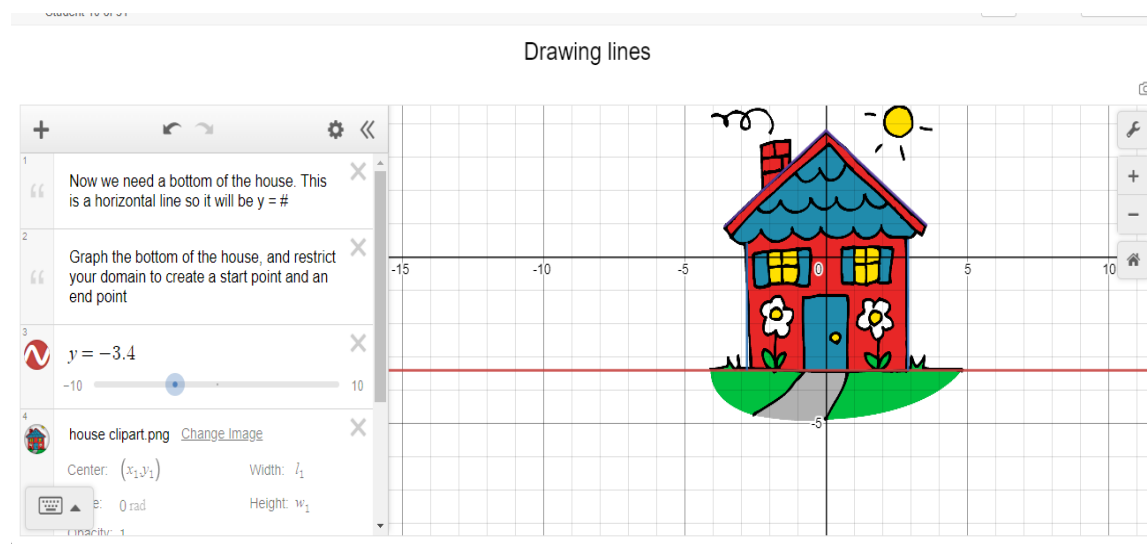 Drawing lines
1
Now we need a bottom of the house. This
is a horizontal line so it will be y = #
2
Graph the bottom of the house, and restrict
your domain to create a start point and an
end point
3
y = −3.4
−10
10
4
house clipart.png Change Image
Center: (x₁,y₁) Width: l₁
e: 0 rad Height: w₁
Opacity: 1
-15 -10 -5 0 5 10
-5